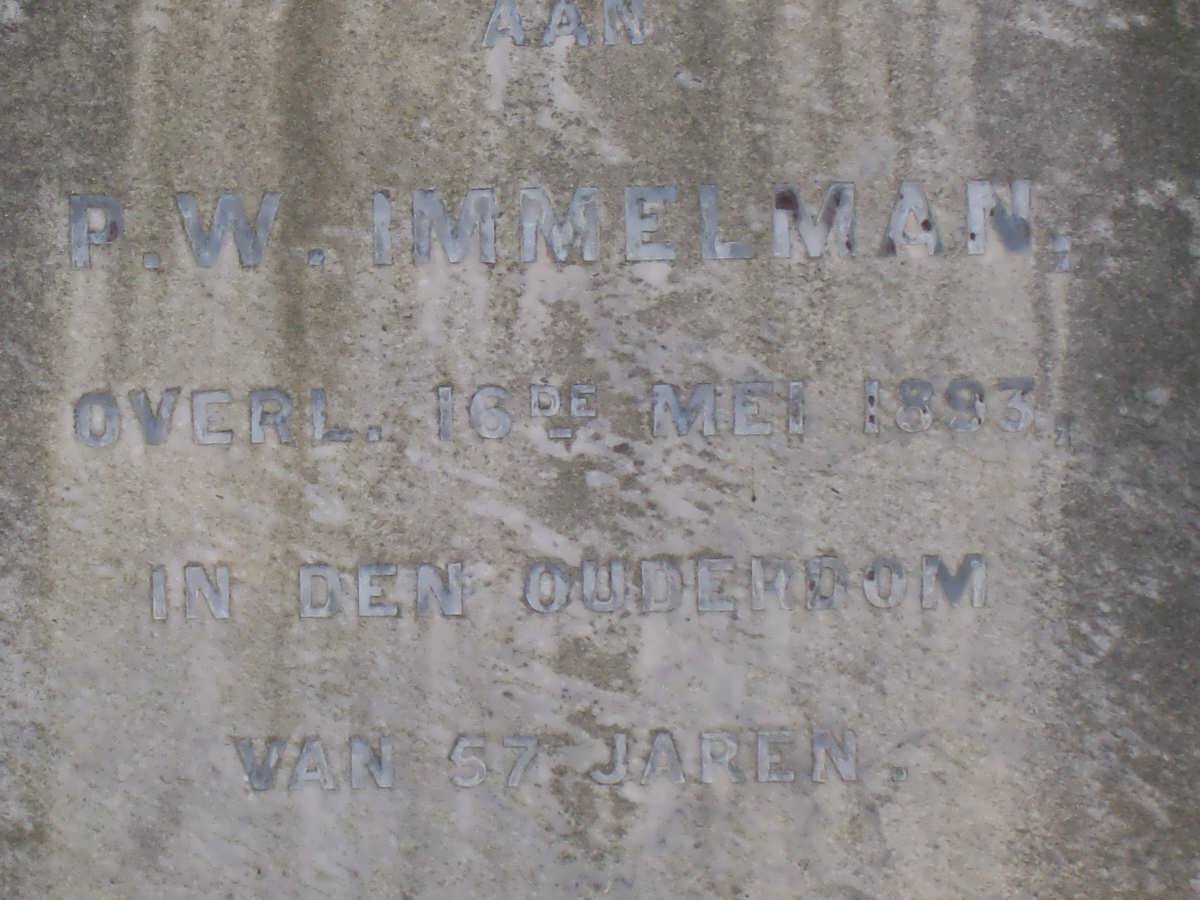 AAN
P.W. IMMELMAN,
OVERL. 16DE MEI 1893,
IN DEN OUDERDOM
VAN 57 JAREN.